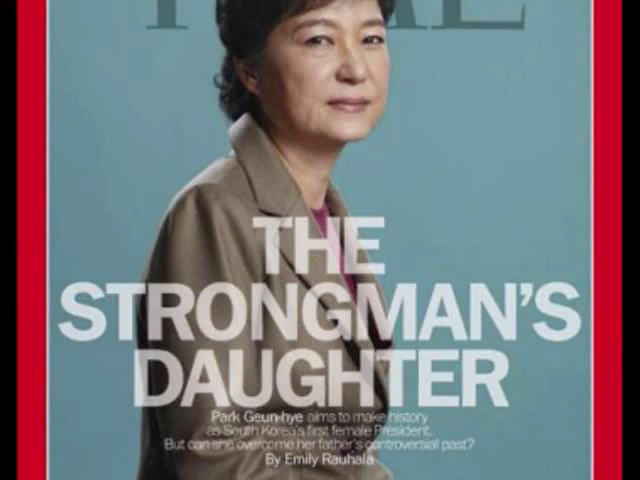 TIME
THE
STRONGMAN'S
DAUGHTER
Park Geun-hye aims to make history
as South Korea's first female President.
But can she overcome her father's controversial past?
By Emily Rauhala